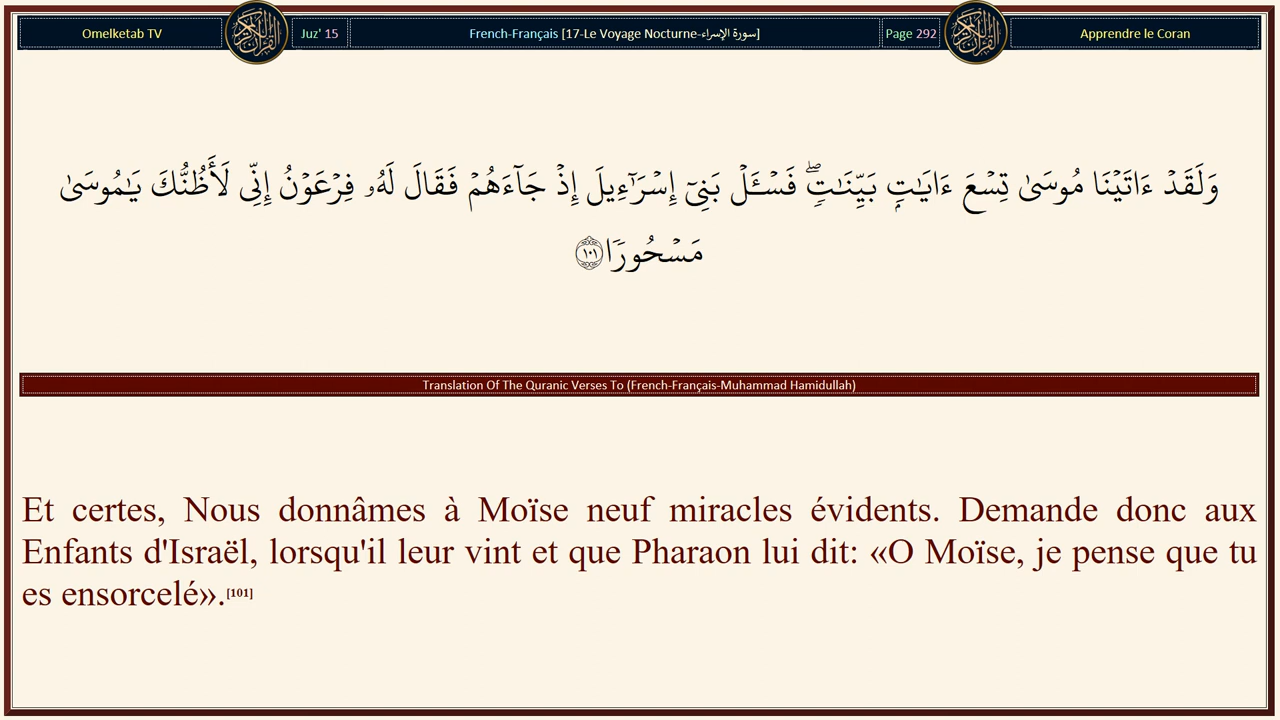 Omelketab TV
Juz' 15
French-Français [17-Le Voyage Nocturne-سورة الإسراء]
Page 292
Apprendre le Coran
وَلَقَدۡ ءَاتَيۡنَا مُوسَىٰ تِسۡعَ ءَايَٰتِۭ بَيِّنَٰتٖۖ فَسۡـَٔلۡ بَنِيٓ إِسۡرَٰٓءِيلَ إِذۡ جَآءَهُمۡ فَقَالَ لَهُۥ فِرۡعَوۡنُ إِنِّي لَأَظُنُّكَ يَٰمُوسَىٰ
مَسۡحُورٗا ١٠١
Translation Of The Quranic Verses To (French-Français-Muhammad Hamidullah)
Et certes, Nous donnâmes à Moïse neuf miracles évidents. Demande donc aux
Enfants d'Israël, lorsqu'il leur vint et que Pharaon lui dit: «O Moïse, je pense que tu
es ensorcelé».[101]